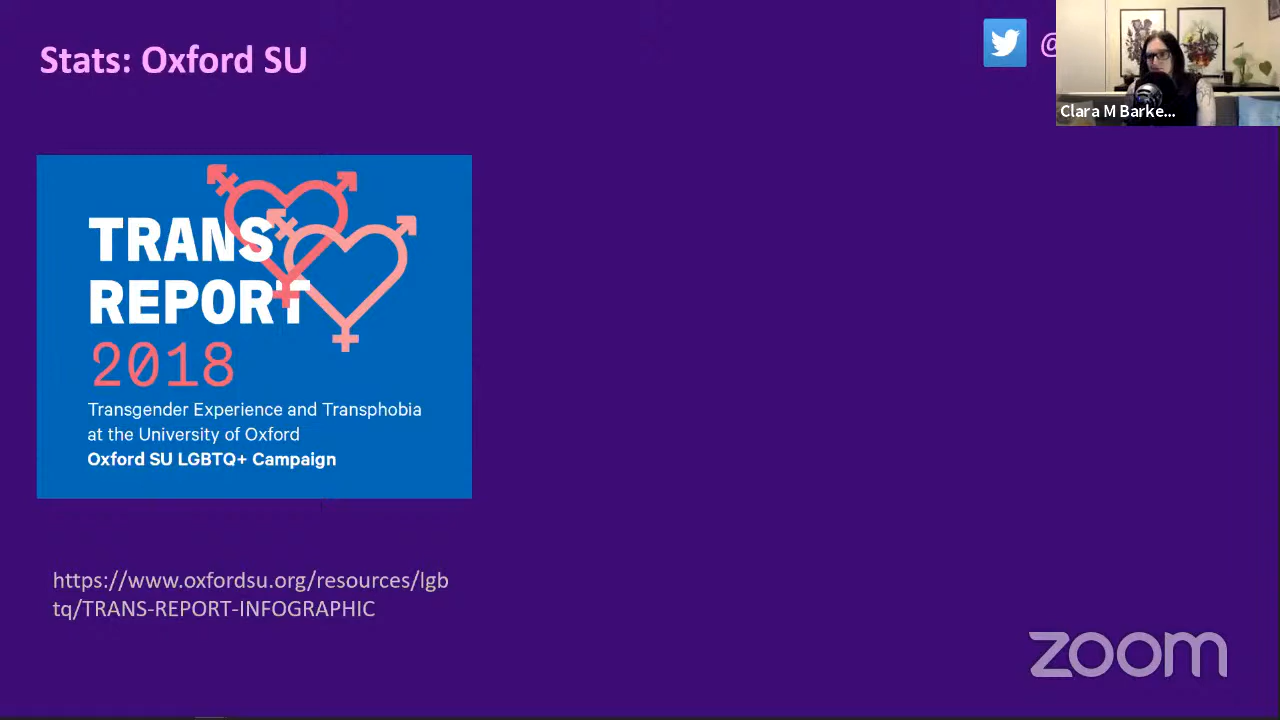 Stats: Oxford SU
@
Clara M Barke...
TRANS
REPORT
2018
Transgender Experience and Transphobia
at the University of Oxford
Oxford SU LGBTQ+ Campaign
https://www.oxfordsu.org/resources/lgb
tq/TRANS-REPORT-INFOGRAPHIC
zoom